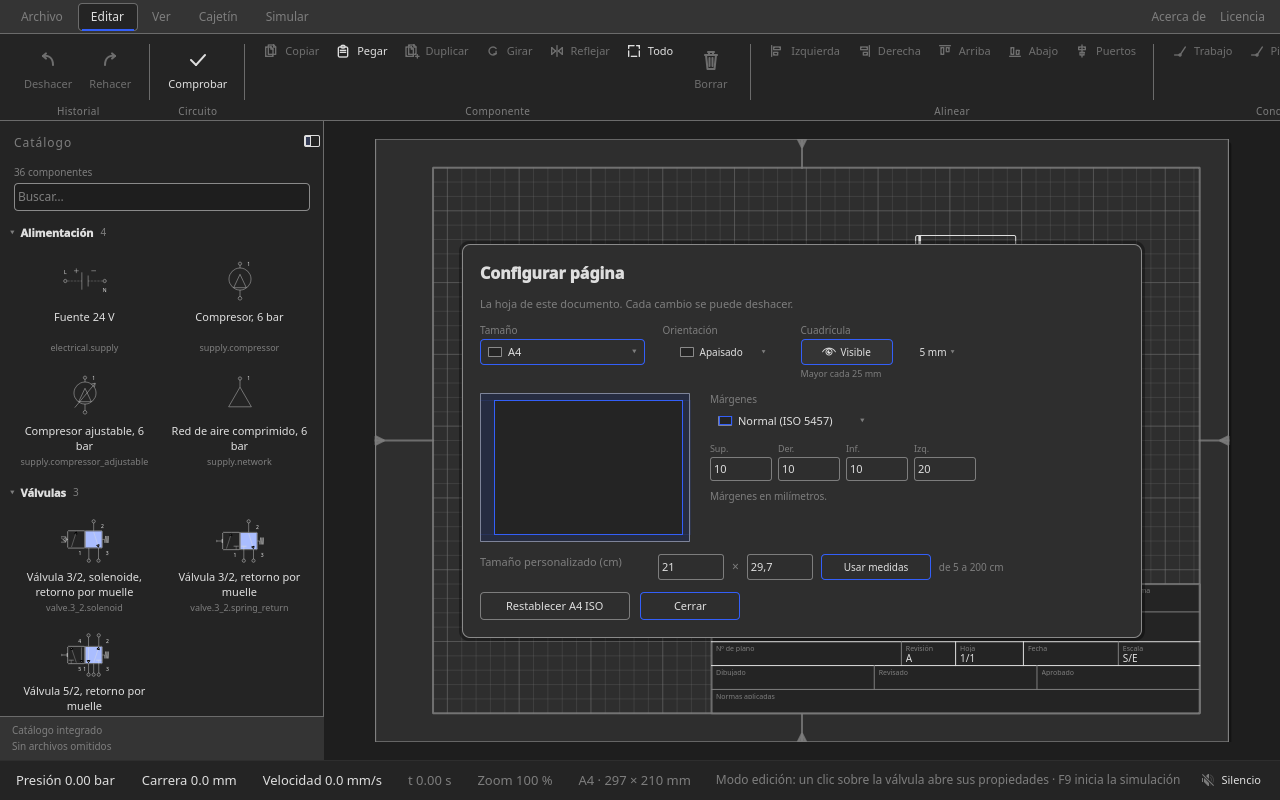 Archivo Editar Ver Cajetín Simular Acerca de Licencia
Copiar Pegar Duplicar Girar Reflejar Todo Izquierda Derecha Arriba Abajo Puertos Trabajo
Deshacer Rehacer Comprobar Borrar
Historial Circuito Componente Alinear
Catálogo
36 componentes
Buscar...
Alimentación 4
Fuente 24 V Compresor, 6 bar
electrical.supply supply.compressor
Compresor ajustable, 6 bar Red de aire comprimido, 6 bar
supply.compressor_adjustable supply.network
Válvulas 3
Válvula 3/2, solenoide, retorno por muelle Válvula 3/2, retorno por muelle
valve.3_2.solenoid valve.3_2.spring_return
Válvula 5/2, retorno por muelle
Catálogo integrado
Sin archivos omitidos
Configurar página
La hoja de este documento. Cada cambio se puede deshacer.
Tamaño Orientación Cuadrícula
A4 Apaisado Visible 5 mm
Mayor cada 25 mm
Márgenes
Normal (ISO 5457)
Sup. Der. Inf. Izq.
10 10 10 20
Márgenes en milímetros.
Tamaño personalizado (cm) 21 × 29,7 Usar medidas de 5 a 200 cm
Restablecer A4 ISO Cerrar
Nº de plano Revisión Hoja Fecha Escala
A 1/1 S/E
Dibujado Revisado Aprobado
Normas aplicadas
Presión 0.00 bar Carrera 0.0 mm Velocidad 0.0 mm/s t 0.00 s Zoom 100 % A4 · 297 × 210 mm Modo edición: un clic sobre la válvula abre sus propiedades · F9 inicia la simulación Silencio